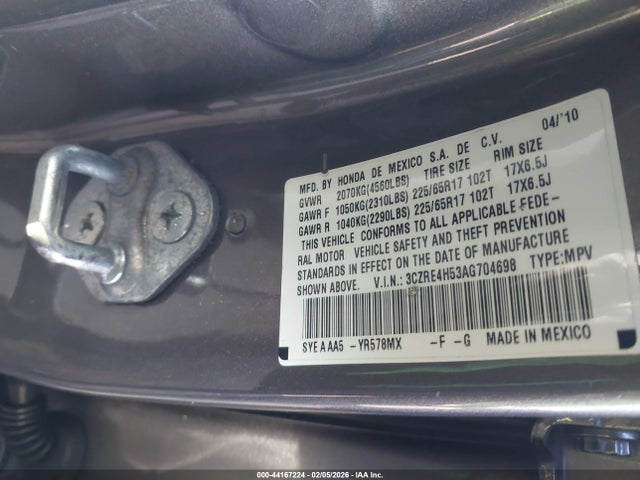 MFD. BY HONDA DE MEXICO S.A. DE C.V. 04/'10
GVWR 2070KG(4560LBS) TIRE SIZE RIM SIZE
GAWR F 1050KG(2310LBS) 225/65R17 102T 17X6.5J
GAWR R 1040KG(2290LBS) 225/65R17 102T 17X6.5J
THIS VEHICLE CONFORMS TO ALL APPLICABLE FEDE-
RAL MOTOR VEHICLE SAFETY AND THEFT PREVENTION
STANDARDS IN EFFECT ON THE DATE OF MANUFACTURE
SHOWN ABOVE. V.I.N.: 3CZRE4H53AG704698 TYPE:MPV
SYE A AA5 -YR578MX -F -G MADE IN MEXICO
000-44167224 - 02/05/2026 - IAA Inc.